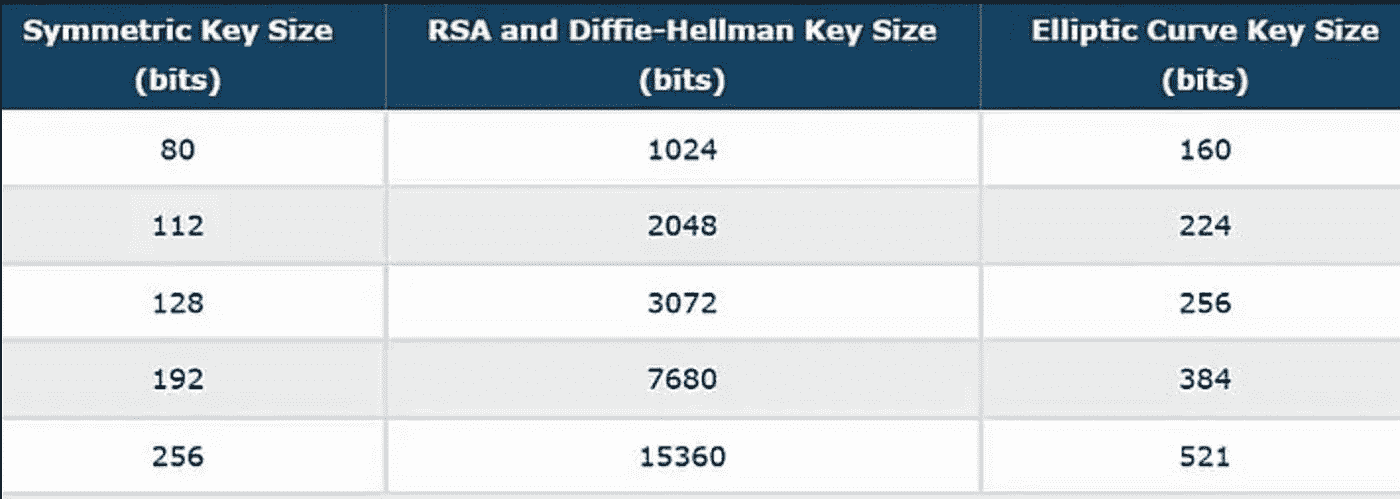 Symmetric Key Size (bits) RSA and Diffie-Hellman Key Size (bits) Elliptic Curve Key Size (bits)
80 1024 160
112 2048 224
128 3072 256
192 7680 384
256 15360 521